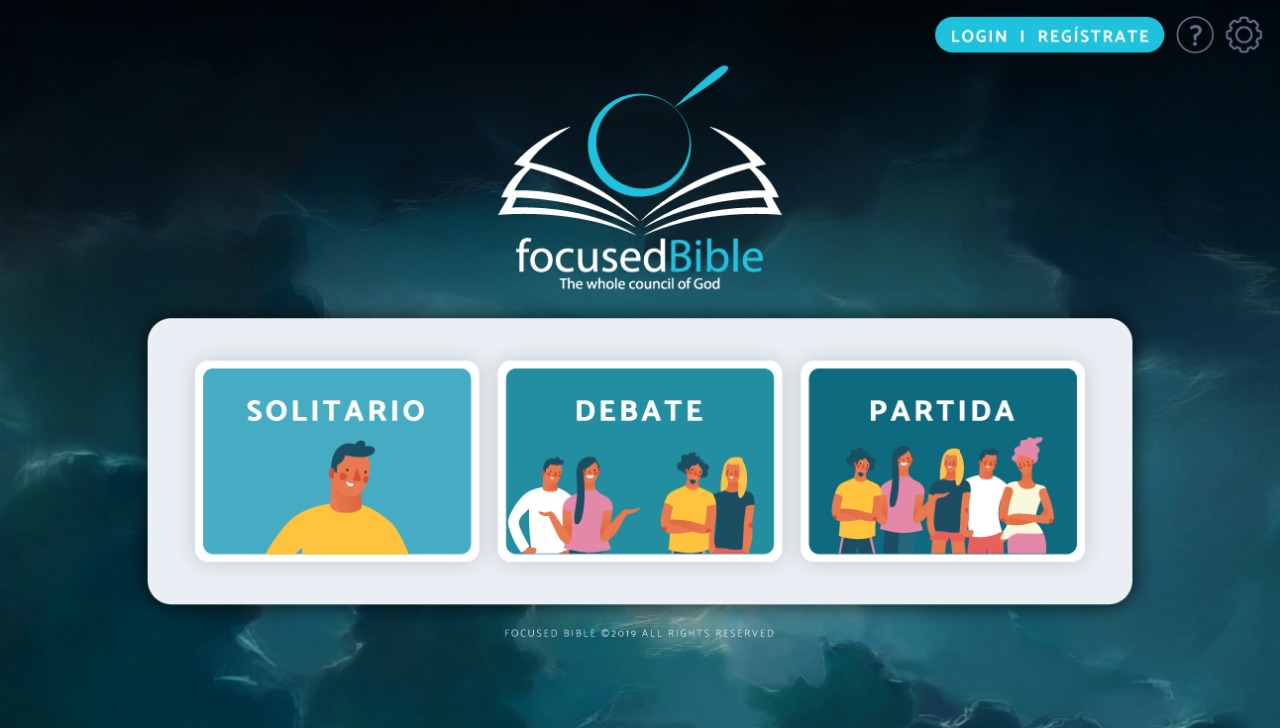 LOGIN | REGÍSTRATE ?
focusedBible
The whole council of God
SOLITARIO
DEBATE
PARTIDA
FOCUSED BIBLE ©2019 ALL RIGHTS RESERVED